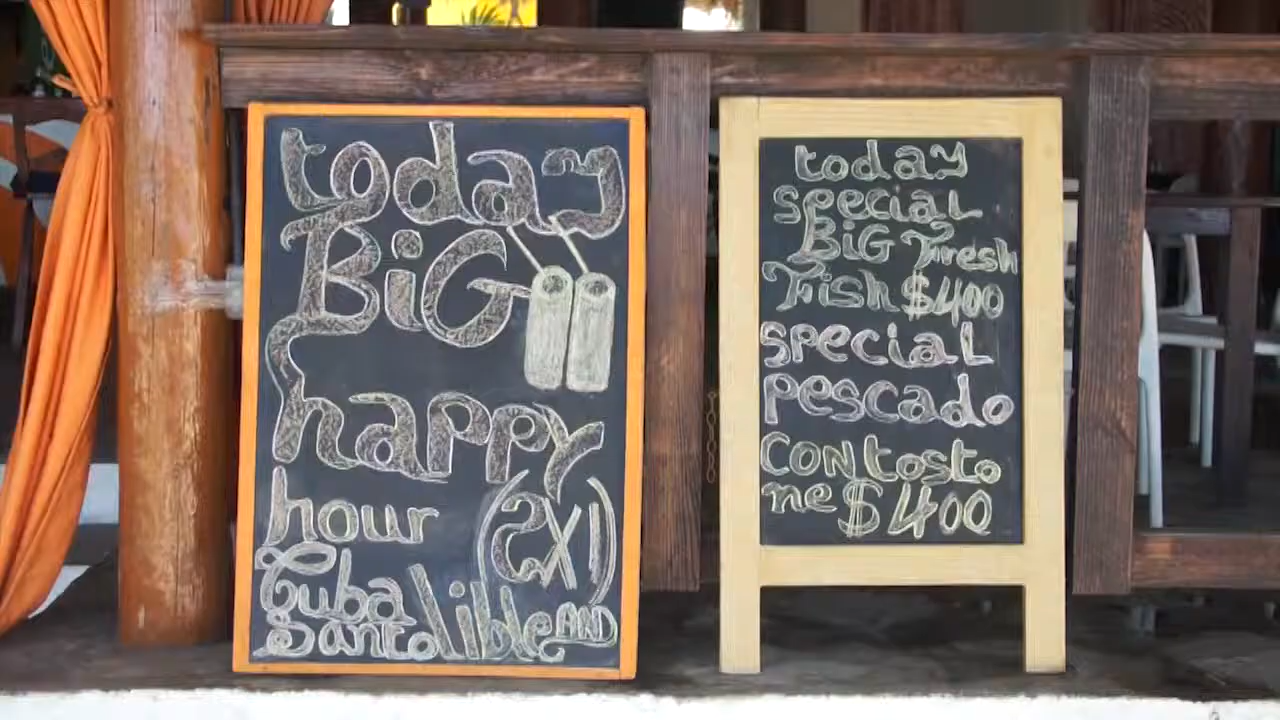 today
BiG
happy
hour (2X1)
Cuba libre AND
Santo
today
special
BiG Fresh
Fish $400
special
pescado
CON tosto
ne $400